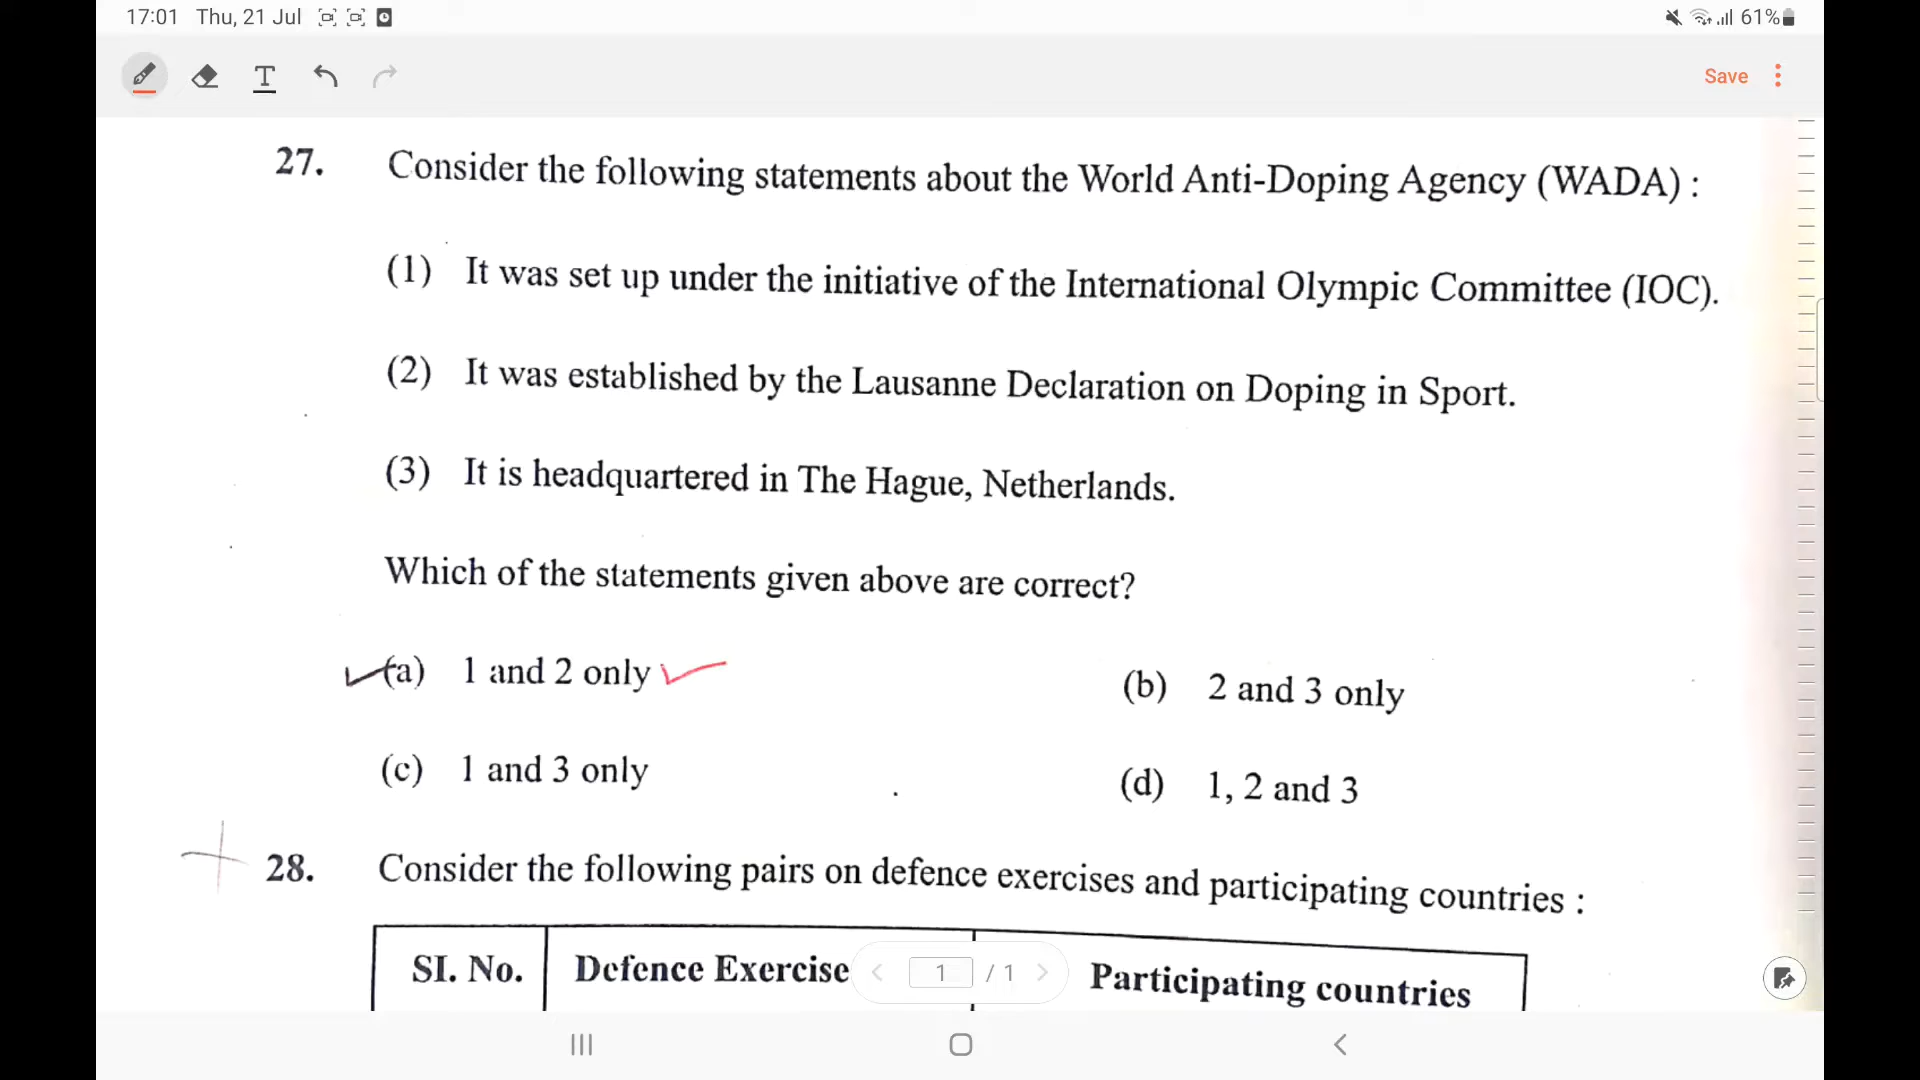 17:01 Thu, 21 Jul 61%
T Save
27. Consider the following statements about the World Anti-Doping Agency (WADA) :
(1) It was set up under the initiative of the International Olympic Committee (IOC).
(2) It was established by the Lausanne Declaration on Doping in Sport.
(3) It is headquartered in The Hague, Netherlands.
Which of the statements given above are correct?
(a) 1 and 2 only (b) 2 and 3 only
(c) 1 and 3 only (d) 1, 2 and 3
28. Consider the following pairs on defence exercises and participating countries :
SI. No. Defence Exercise Participating countries
1 / 1